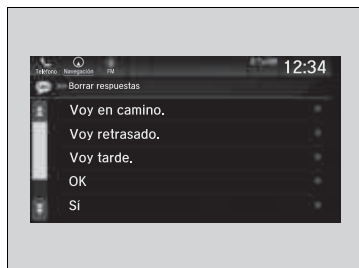 Teléfono Navegación FM 12:34
Borrar respuestas
Voy en camino.
Voy retrasado.
Voy tarde.
OK
Sí